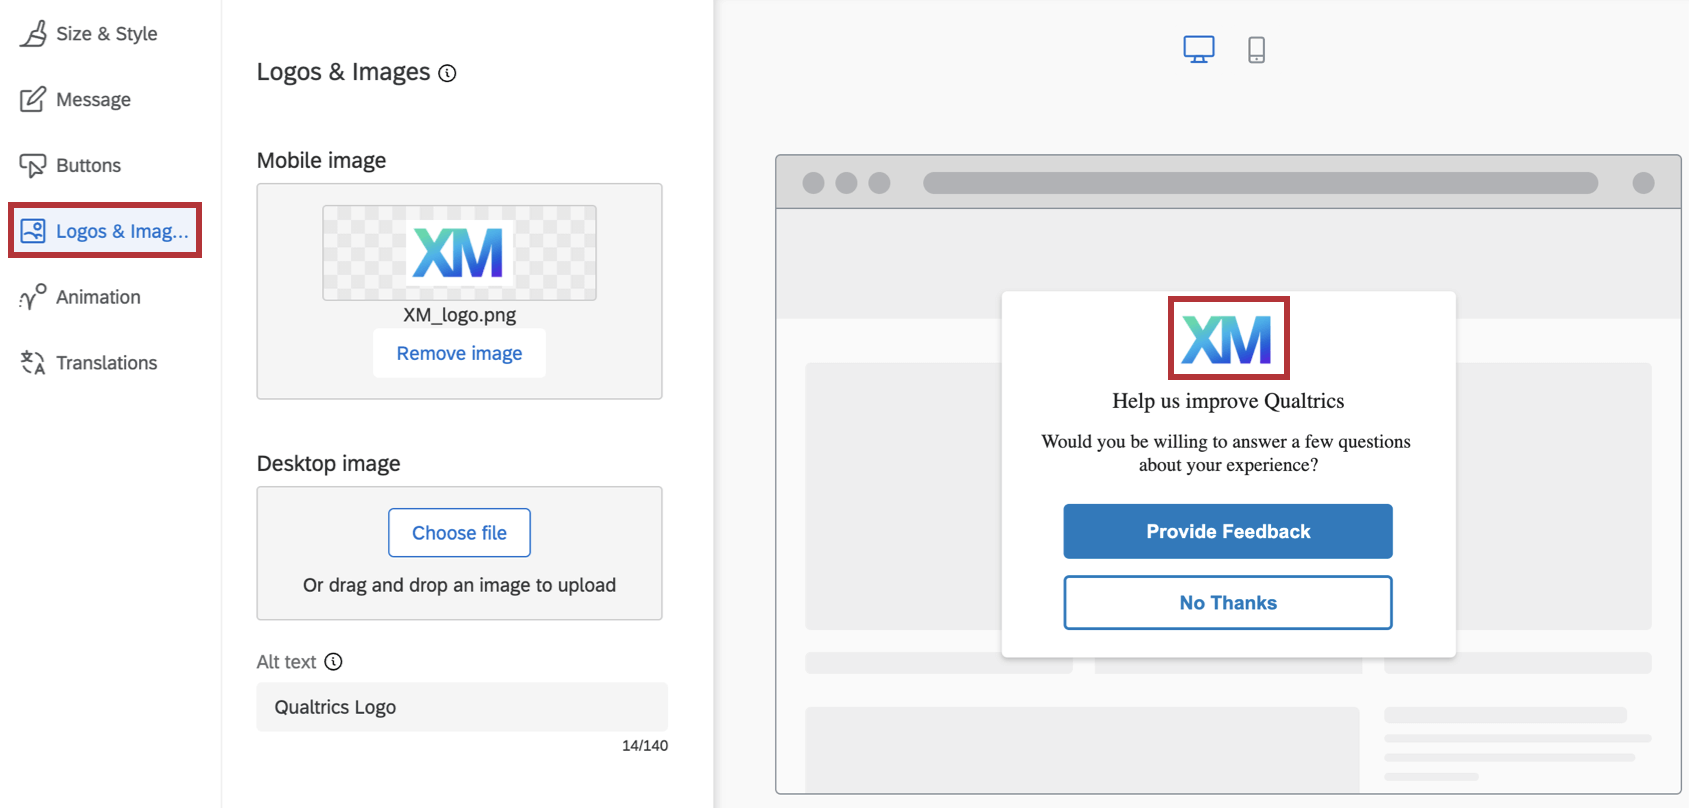 Size & Style
Message
Buttons
Logos & Imag...
Animation
Translations
Logos & Images
Mobile image
XM
XM_logo.png
Remove image
Desktop image
Choose file
Or drag and drop an image to upload
Alt text
Qualtrics Logo
14/140
XM
Help us improve Qualtrics
Would you be willing to answer a few questions
about your experience?
Provide Feedback
No Thanks